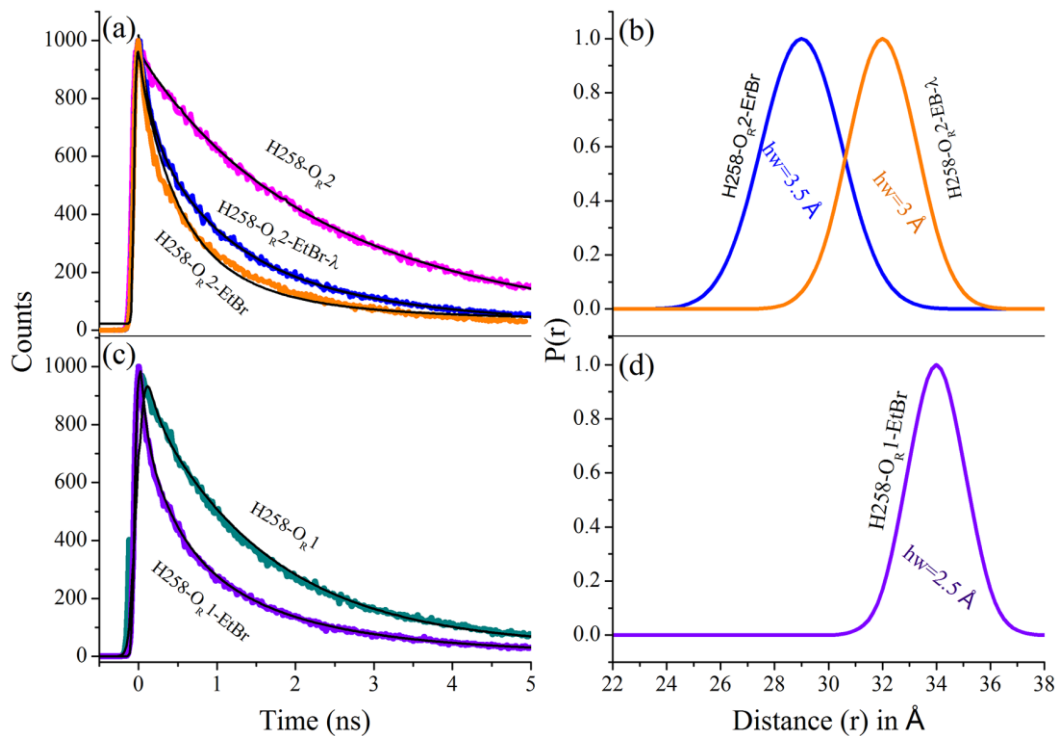 (a)
1000
800
600
400
200
0
H258-O_R2
H258-O_R2-EtBr-λ
H258-O_R2-EtBr
(b)
1.0
0.8
0.6
0.4
0.2
0.0
H258-O_R2-ErBr
hw=3.5 Å
hw=3 Å
H258-O_R2-EB-λ
Counts
P(r)
(c)
1000
800
600
400
200
0
H258-O_R1
H258-O_R1-EtBr
0 1 2 3 4 5
Time (ns)
(d)
1.0
0.8
0.6
0.4
0.2
0.0
H258-O_R1-EtBr
hw=2.5 Å
22 24 26 28 30 32 34 36 38
Distance (r) in Å